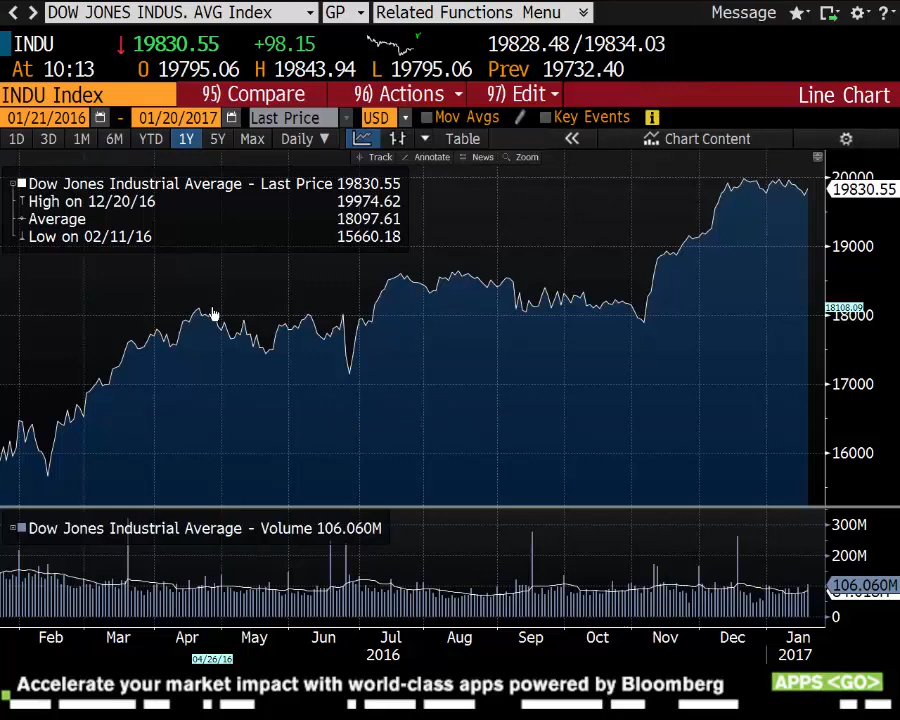 DOW JONES INDUS. AVG Index GP Related Functions Menu Message
INDU 19830.55 +98.15 19828.48 / 19834.03
At 10:13 O 19795.06 H 19843.94 L 19795.06 Prev 19732.40
INDU Index 95) Compare 96) Actions 97) Edit Line Chart
01/21/2016 - 01/20/2017 Last Price USD Mov Avgs Key Events
1D 3D 1M 6M YTD 1Y 5Y Max Daily ▼ Table « Chart Content
Track Annotate News Zoom
20000
Dow Jones Industrial Average - Last Price 19830.55
19830.55
High on 12/20/16 19974.62
Average 18097.61
Low on 02/11/16 15660.18
19000
18108.09
18000
17000
16000
Dow Jones Industrial Average - Volume 106.060M
300M
200M
106.060M
0
Feb Mar Apr May Jun Jul Aug Sep Oct Nov Dec Jan
04/26/16 2016 2017
Accelerate your market impact with world-class apps powered by Bloomberg APPS <GO>